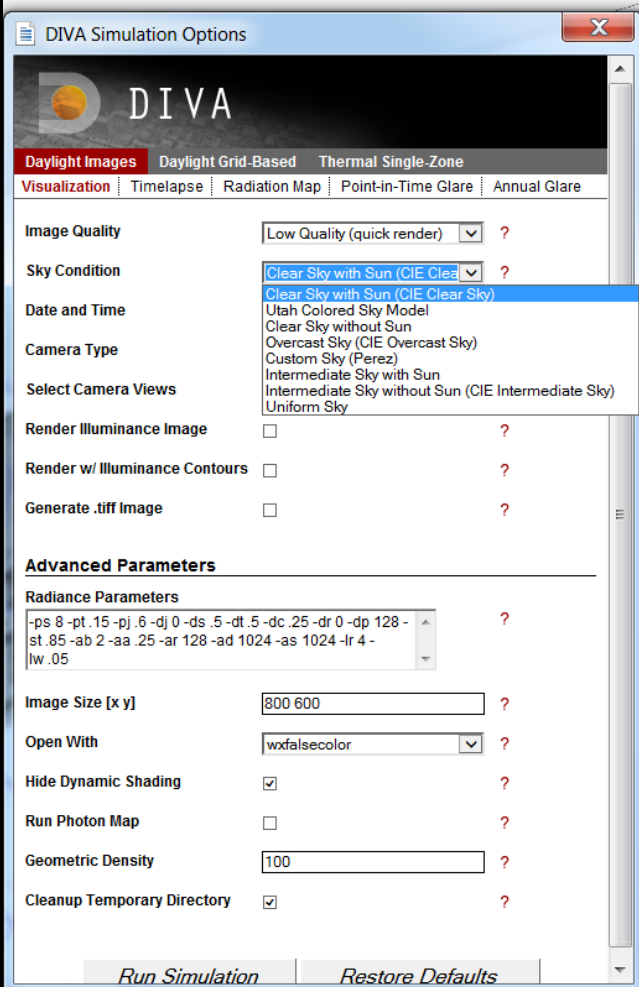 DIVA Simulation Options
DIVA
Daylight Images Daylight Grid-Based Thermal Single-Zone
Visualization Timelapse Radiation Map Point-in-Time Glare Annual Glare
Image Quality Low Quality (quick render) ?
Sky Condition Clear Sky with Sun (CIE Clea ?
Clear Sky with Sun (CIE Clear Sky)
Date and Time
Utah Colored Sky Model
Clear Sky without Sun
Overcast Sky (CIE Overcast Sky)
Camera Type
Custom Sky (Perez)
Intermediate Sky with Sun
Select Camera Views
Intermediate Sky without Sun (CIE Intermediate Sky)
Uniform Sky
Render Illuminance Image ?
Render w/ Illuminance Contours ?
Generate .tiff Image ?
Advanced Parameters
Radiance Parameters
-ps 8 -pt .15 -pj .6 -dj 0 -ds .5 -dt .5 -dc .25 -dr 0 -dp 128 - ?
st .85 -ab 2 -aa .25 -ar 128 -ad 1024 -as 1024 -lr 4 -
lw .05
Image Size [x y] 800 600 ?
Open With wxfalsecolor ?
Hide Dynamic Shading ?
Run Photon Map ?
Geometric Density 100 ?
Cleanup Temporary Directory ?
Run Simulation Restore Defaults